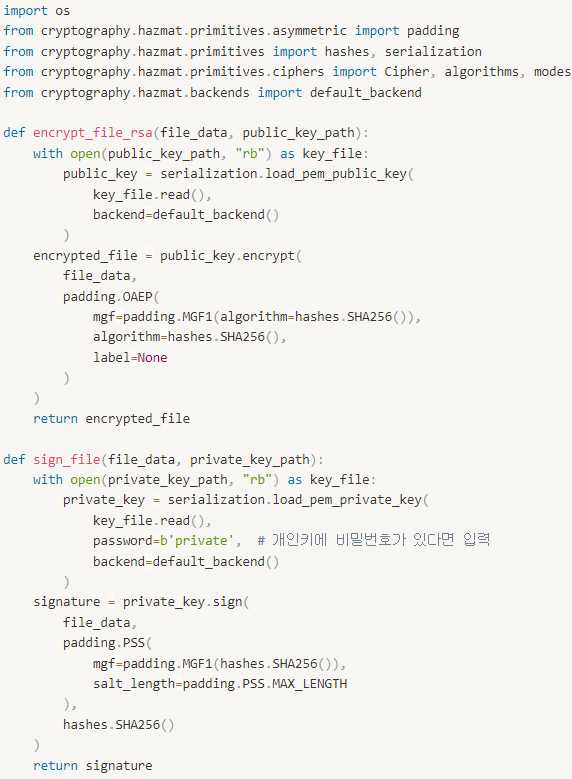 import os
from cryptography.hazmat.primitives.asymmetric import padding
from cryptography.hazmat.primitives import hashes, serialization
from cryptography.hazmat.primitives.ciphers import Cipher, algorithms, modes
from cryptography.hazmat.backends import default_backend

def encrypt_file_rsa(file_data, public_key_path):
    with open(public_key_path, "rb") as key_file:
        public_key = serialization.load_pem_public_key(
            key_file.read(),
            backend=default_backend()
        )
    encrypted_file = public_key.encrypt(
        file_data,
        padding.OAEP(
            mgf=padding.MGF1(algorithm=hashes.SHA256()),
            algorithm=hashes.SHA256(),
            label=None
        )
    )
    return encrypted_file

def sign_file(file_data, private_key_path):
    with open(private_key_path, "rb") as key_file:
        private_key = serialization.load_pem_private_key(
            key_file.read(),
            password=b'private',  # 개인키에 비밀번호가 있다면 입력
            backend=default_backend()
        )
    signature = private_key.sign(
        file_data,
        padding.PSS(
            mgf=padding.MGF1(hashes.SHA256()),
            salt_length=padding.PSS.MAX_LENGTH
        ),
        hashes.SHA256()
    )
    return signature